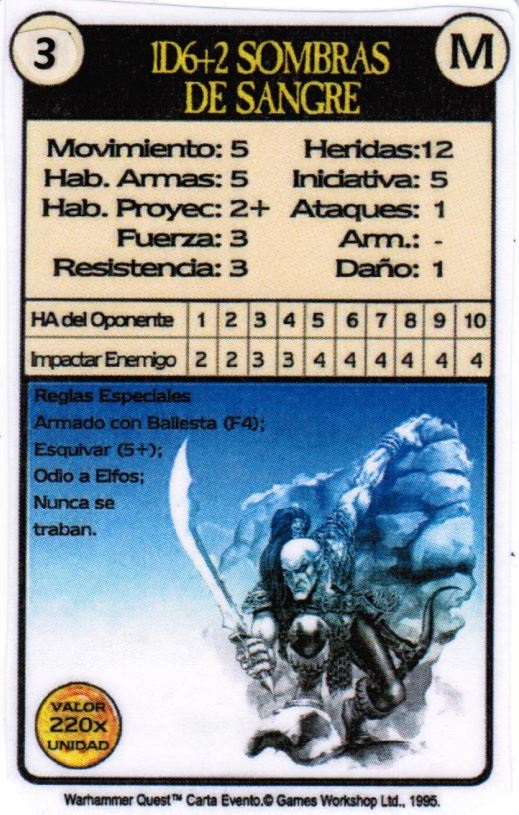 3
1D6+2 SOMBRAS
DE SANGRE
M
Movimiento: 5 Heridas:12
Hab. Armas: 5 Iniciativa: 5
Hab. Proyec: 2+ Ataques: 1
Fuerza: 3 Arm.: -
Resistencia: 3 Daño: 1
HA del Oponente 1 2 3 4 5 6 7 8 9 10
Impactar Enemigo 2 2 3 3 4 4 4 4 4 4
Reglas Especiales
Armado con Ballesta (F4);
Esquivar (5+);
Odio a Elfos;
Nunca se
traban.
VALOR
220x
UNIDAD
Warhammer Quest™ Carta Evento.© Games Workshop Ltd., 1995.